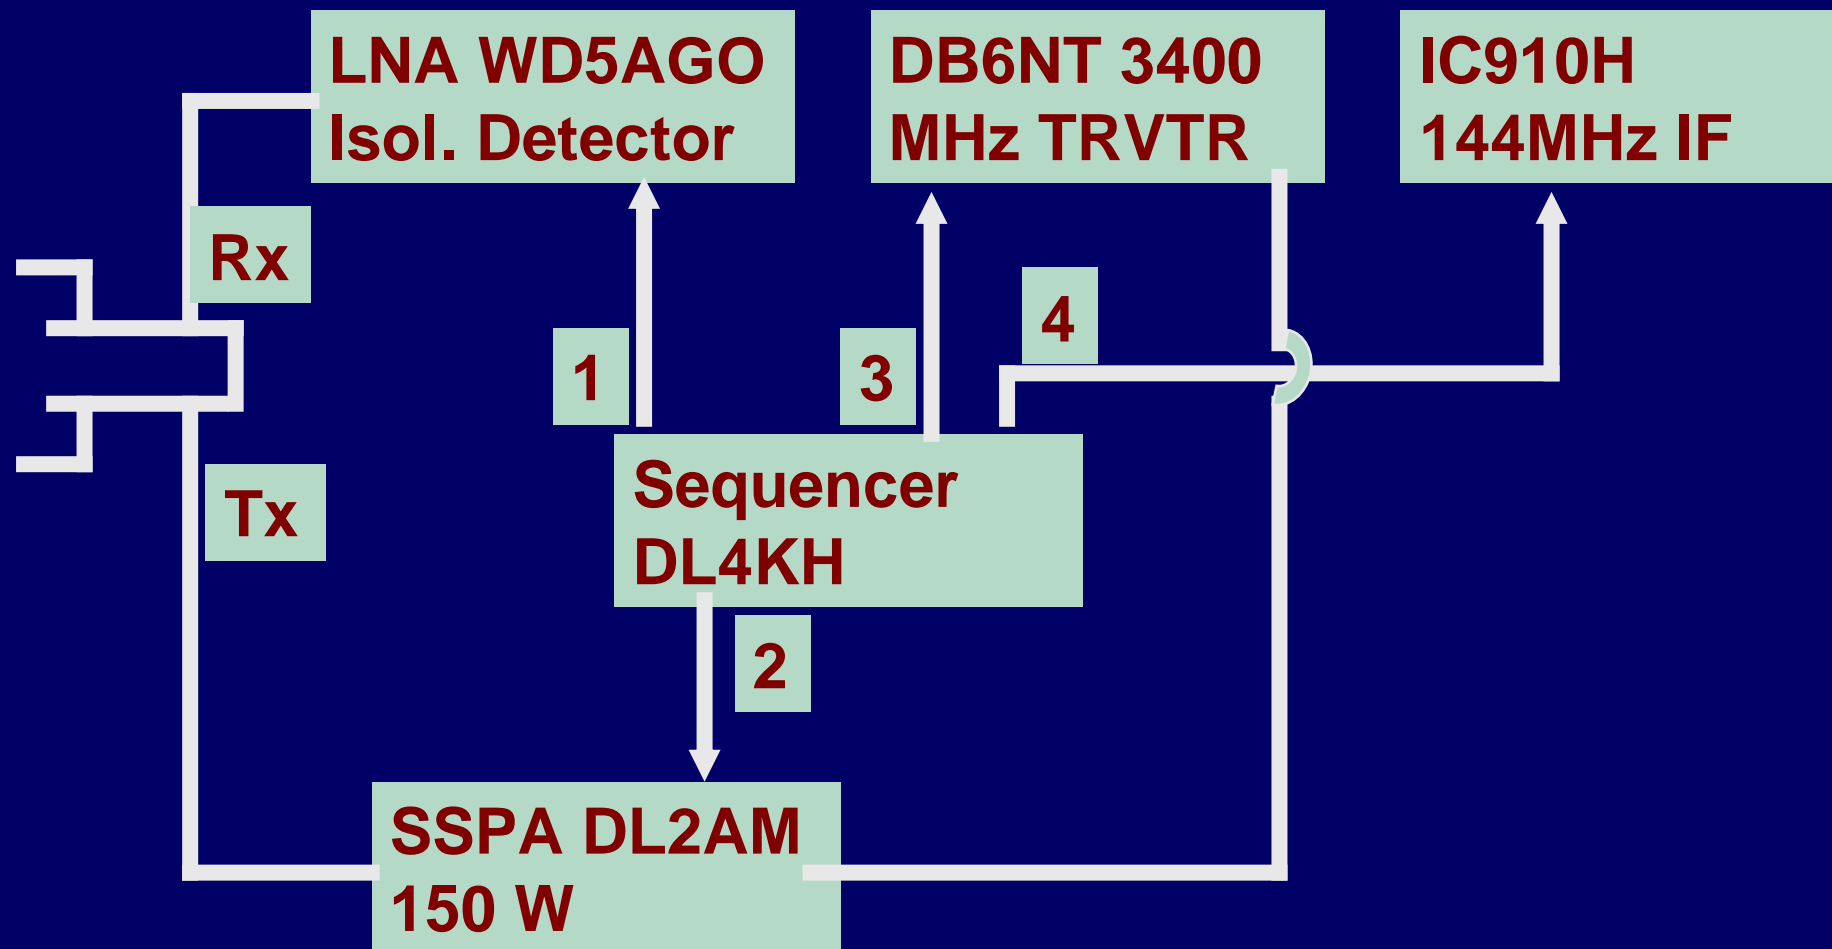 LNA WD5AGO
Isol. Detector
DB6NT 3400
MHz TRVTR
IC910H
144MHz IF
Rx
4
1
3
Sequencer
DL4KH
Tx
2
SSPA DL2AM
150 W